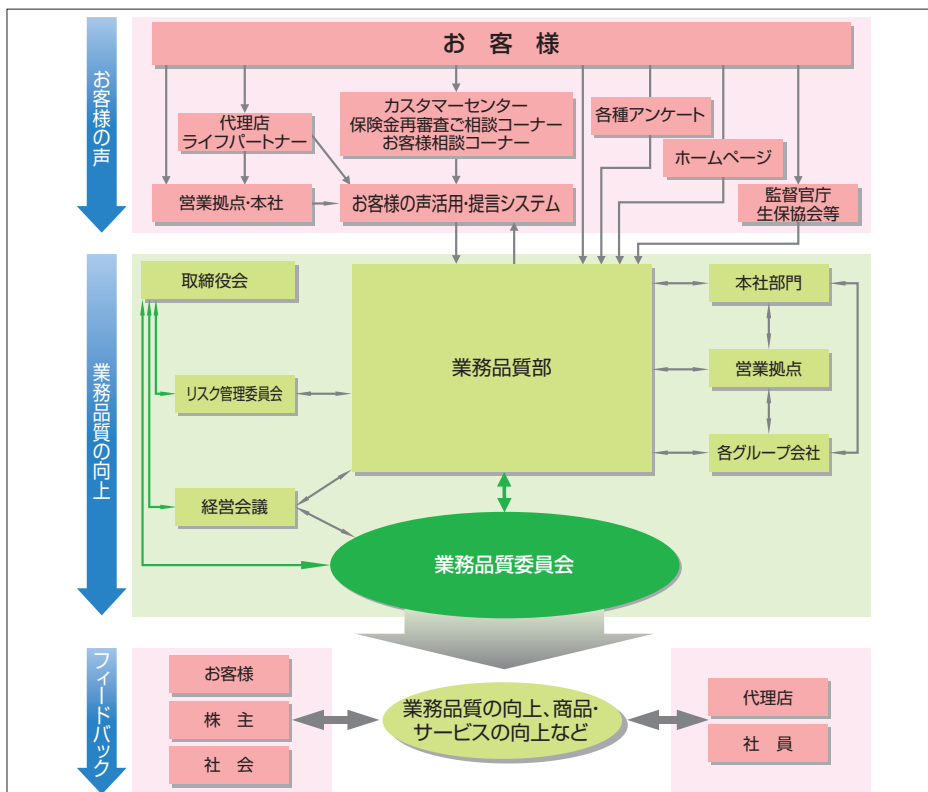 お客様の声
お 客 様
代理店
ライフパートナー
カスタマーセンター
保険金再審査ご相談コーナー
お客様相談コーナー
各種アンケート
ホームページ
営業拠点・本社
お客様の声活用・提言システム
監督官庁
生保協会等
業務品質の向上
取締役会
業務品質部
本社部門
営業拠点
リスク管理委員会
各グループ会社
経営会議
業務品質委員会
フィードバック
お客様
株 主
社 会
業務品質の向上、商品・
サービスの向上など
代理店
社 員